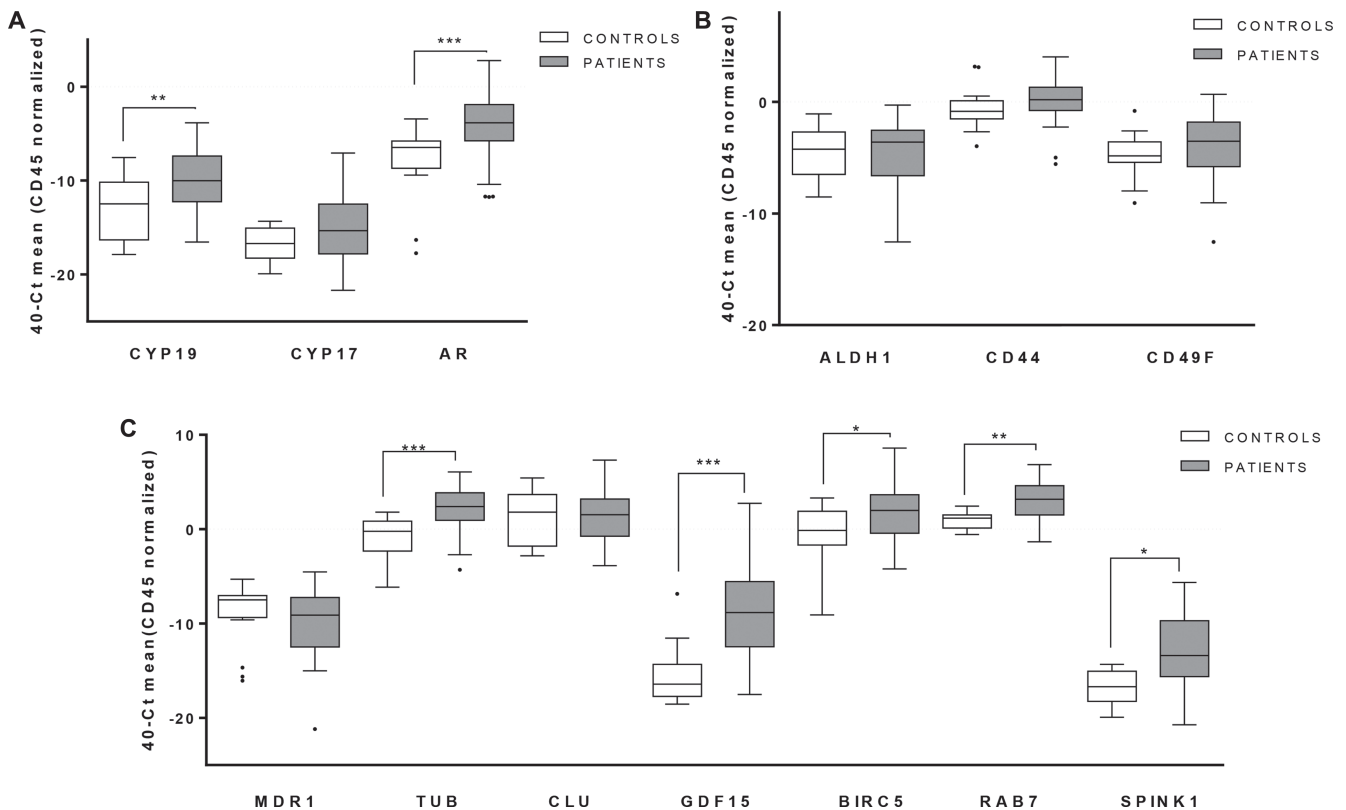 A
CONTROLS
PATIENTS
40-Ct mean (CD45 normalized)
0
-10
-20
**
***
CYP19 CYP17 AR
B
CONTROLS
PATIENTS
40-Ct mean (CD45 normalized)
0
-10
-20
ALDH1 CD44 CD49F
C
CONTROLS
PATIENTS
40-Ct mean(CD45 normalized)
10
0
-10
-20
***
***
*
**
*
MDR1 TUB CLU GDF15 BIRC5 RAB7 SPINK1